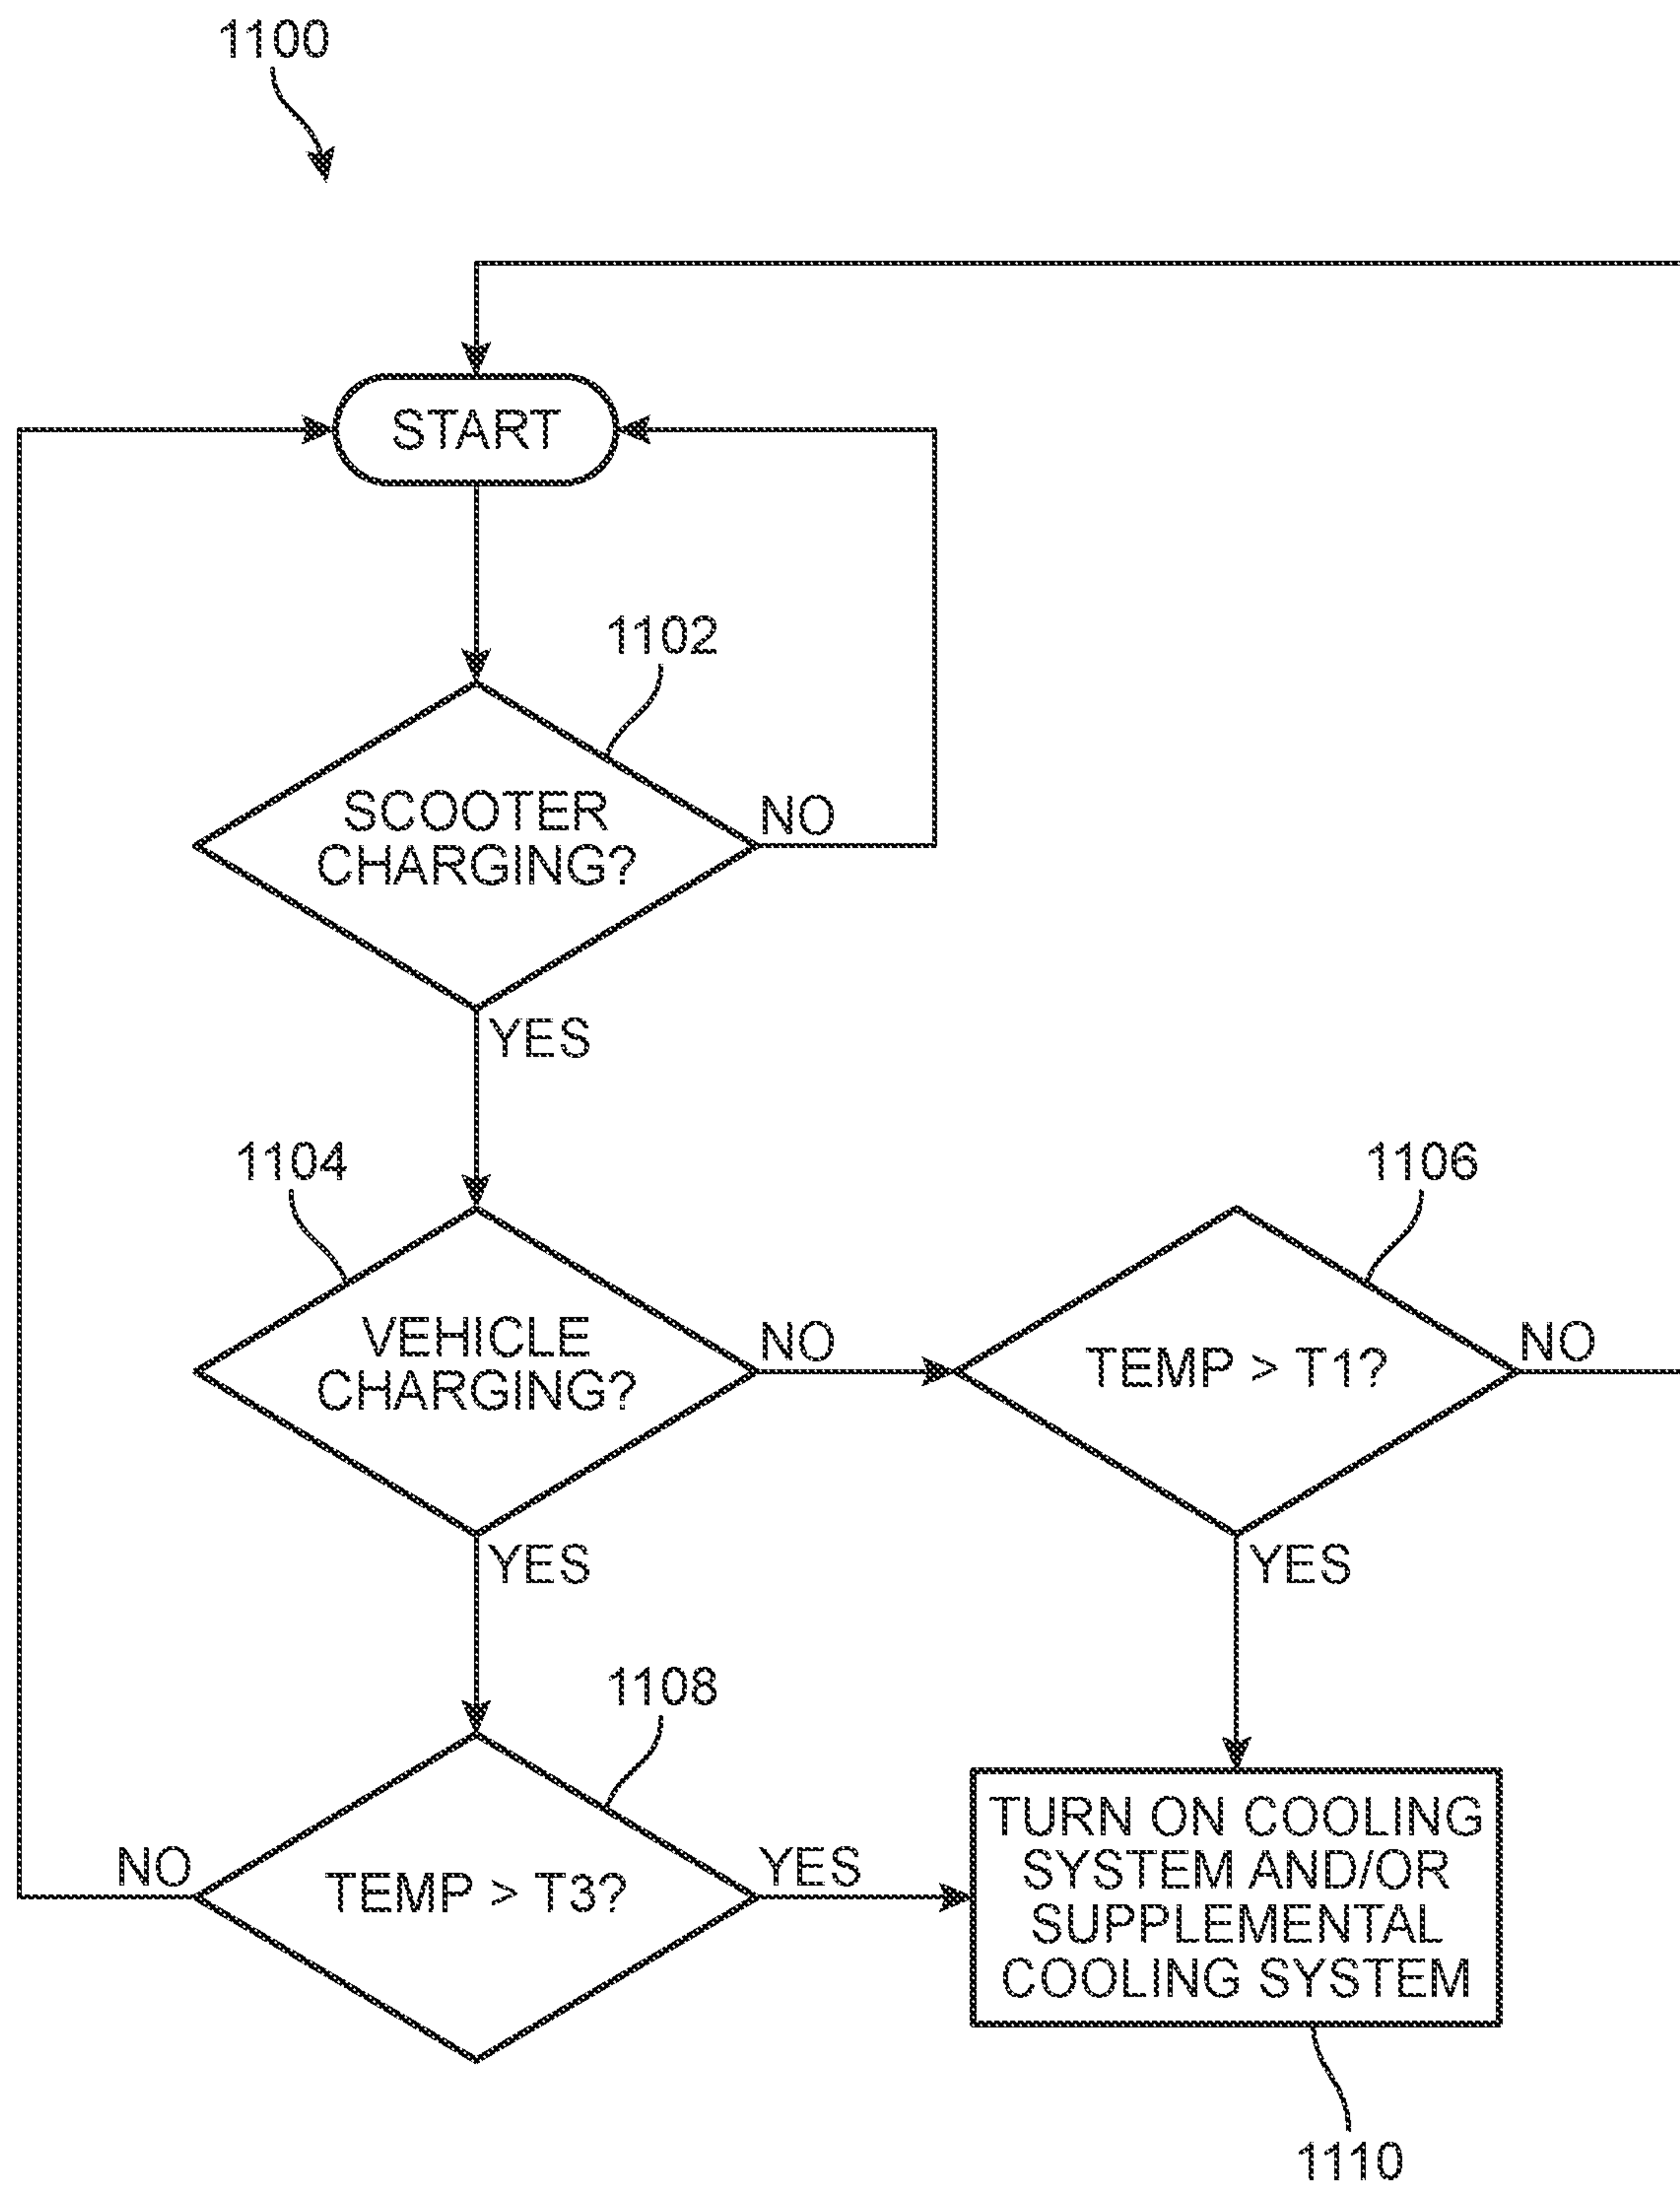 1100
START
1102
SCOOTER
CHARGING?
NO
YES
1104
VEHICLE
CHARGING?
NO
YES
1106
TEMP > T1?
NO
YES
1108
TEMP > T3?
NO
YES
TURN ON COOLING
SYSTEM AND/OR
SUPPLEMENTAL
COOLING SYSTEM
1110